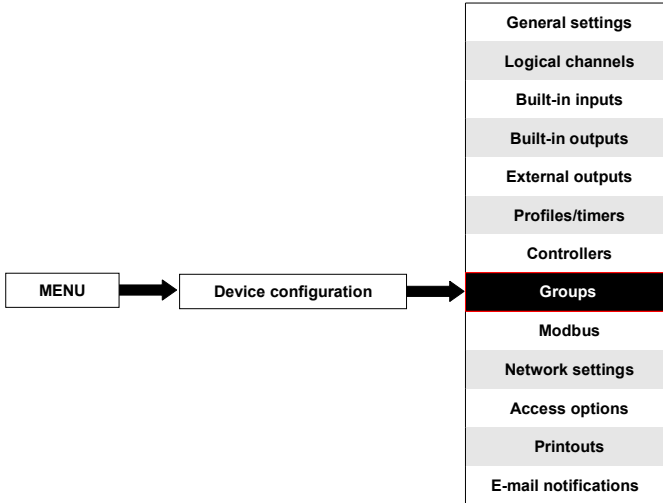 General settings
Logical channels
Built-in inputs
Built-in outputs
External outputs
Profiles/timers
Controllers
MENU
Device configuration
Groups
Modbus
Network settings
Access options
Printouts
E-mail notifications